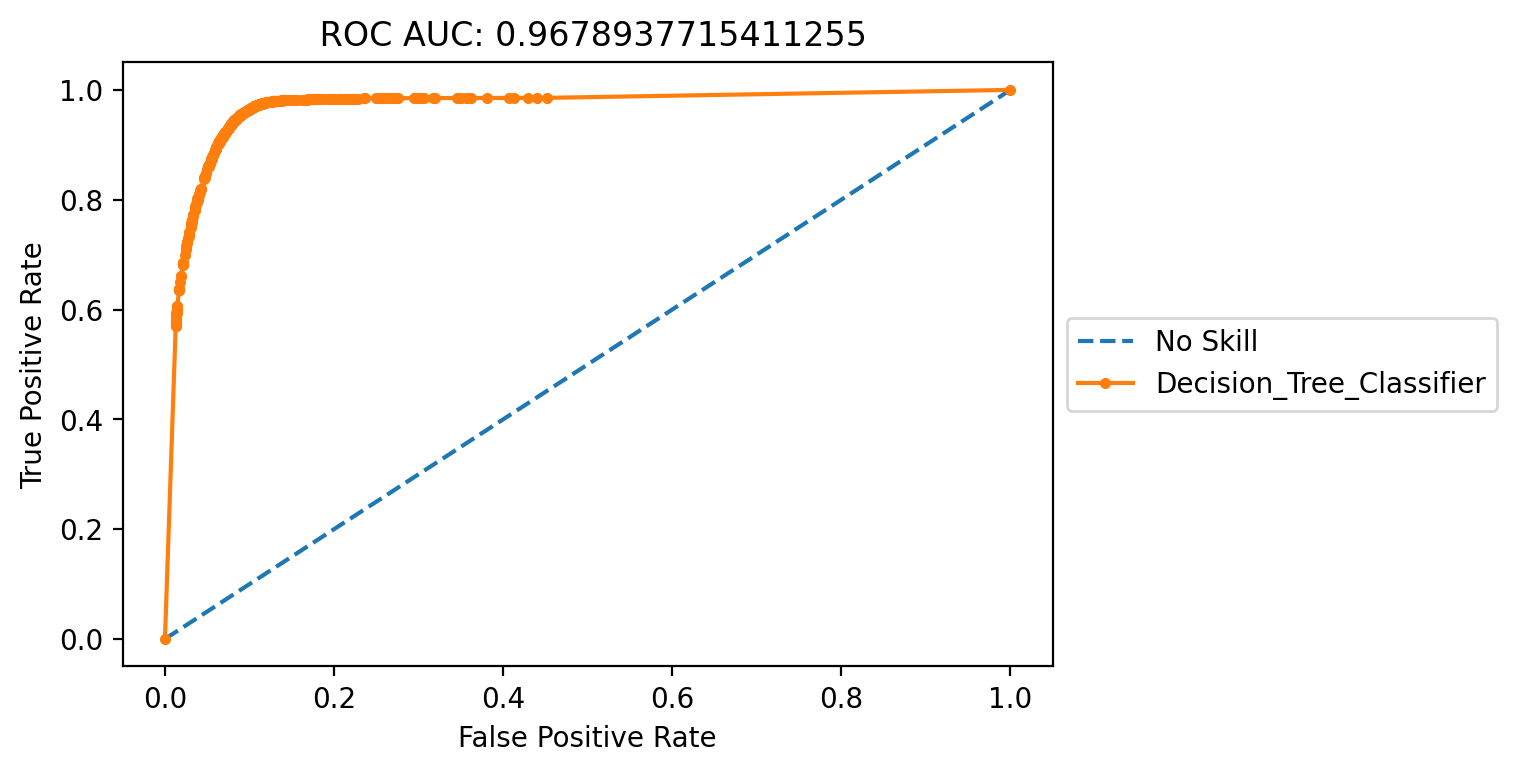 ROC AUC: 0.9678937715411255
1.0
0.8
0.6
0.4
0.2
0.0
True Positive Rate
0.0 0.2 0.4 0.6 0.8 1.0
False Positive Rate
No Skill
Decision_Tree_Classifier